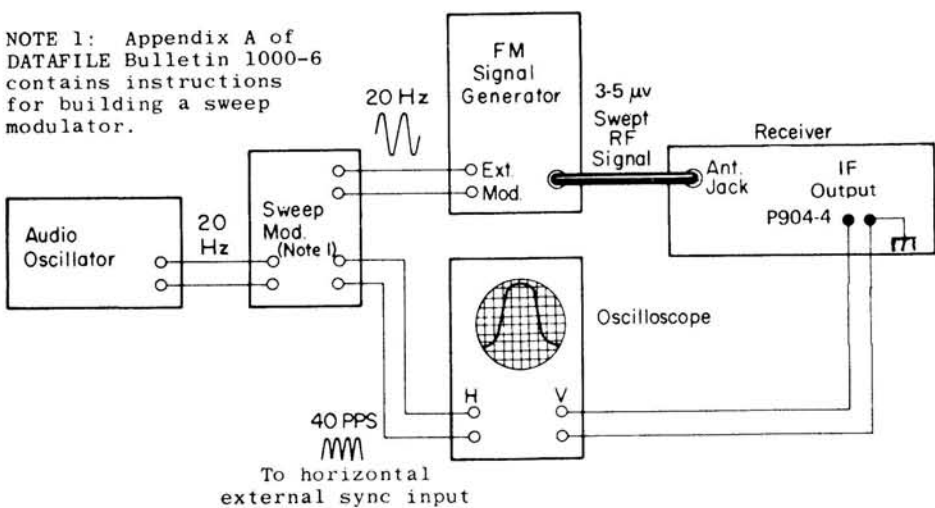 NOTE 1: Appendix A of
DATAFILE Bulletin 1000-6
contains instructions
for building a sweep
modulator.
20 Hz
FM
Signal
Generator
Ext.
Mod.
3-5 μv
Swept
RF
Signal
Receiver
Ant.
Jack
IF
Output
P904-4
Audio
Oscillator
20
Hz
Sweep
Mod.
(Note 1)
Oscilloscope
H
V
40 PPS
To horizontal
external sync input